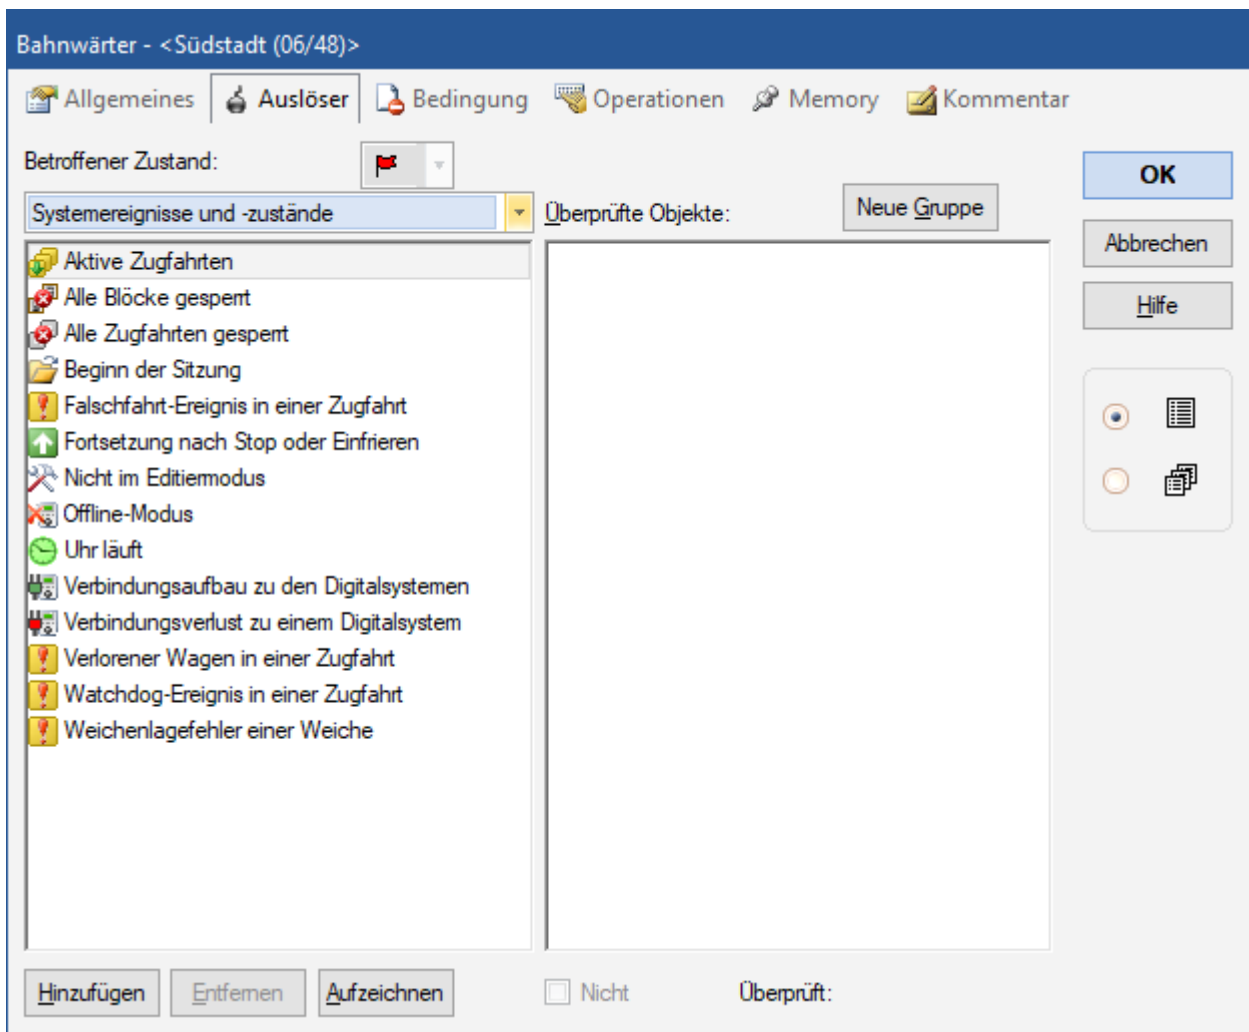 Bahnwärter - <Südstadt (06/48)>
Allgemeines Auslöser Bedingung Operationen Memory Kommentar
Betroffener Zustand:
Systemereignisse und -zustände
Überprüfte Objekte:
Neue Gruppe
OK
Abbrechen
Hilfe
Aktive Zugfahrten
Alle Blöcke gesperrt
Alle Zugfahrten gesperrt
Beginn der Sitzung
Falschfahrt-Ereignis in einer Zugfahrt
Fortsetzung nach Stop oder Einfrieren
Nicht im Editiermodus
Offline-Modus
Uhr läuft
Verbindungsaufbau zu den Digitalsystemen
Verbindungsverlust zu einem Digitalsystem
Verlorener Wagen in einer Zugfahrt
Watchdog-Ereignis in einer Zugfahrt
Weichenlagefehler einer Weiche
Hinzufügen Entfernen Aufzeichnen Nicht Überprüft: